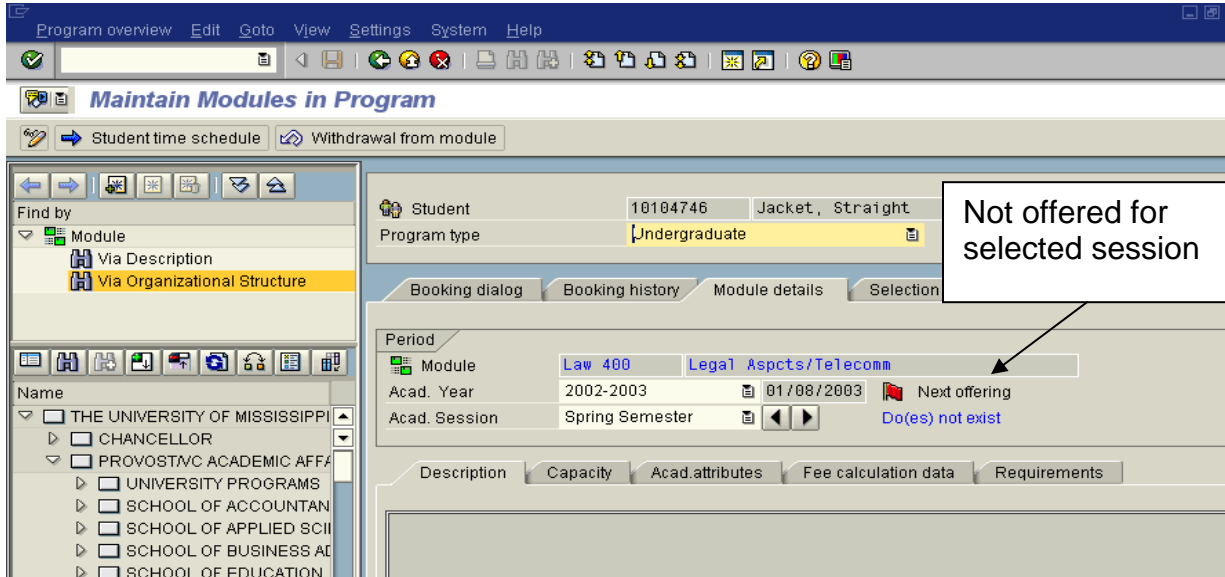 Program overview Edit Goto View Settings System Help
Maintain Modules in Program
Student time schedule Withdrawal from module
Find by
Module
Via Description
Via Organizational Structure
Name
THE UNIVERSITY OF MISSISSIPPI
CHANCELLOR
PROVOST/VC ACADEMIC AFFA
UNIVERSITY PROGRAMS
SCHOOL OF ACCOUNTAN
SCHOOL OF APPLIED SCI
SCHOOL OF BUSINESS AD
SCHOOL OF EDUCATION
Student 10104746 Jacket, Straight
Program type Undergraduate
Not offered for
selected session
Booking dialog Booking history Module details Selection
Period
Module Law 400 Legal Aspcts/Telecomm
Acad. Year 2002-2003 01/08/2003 Next offering
Acad. Session Spring Semester Do(es) not exist
Description Capacity Acad.attributes Fee calculation data Requirements